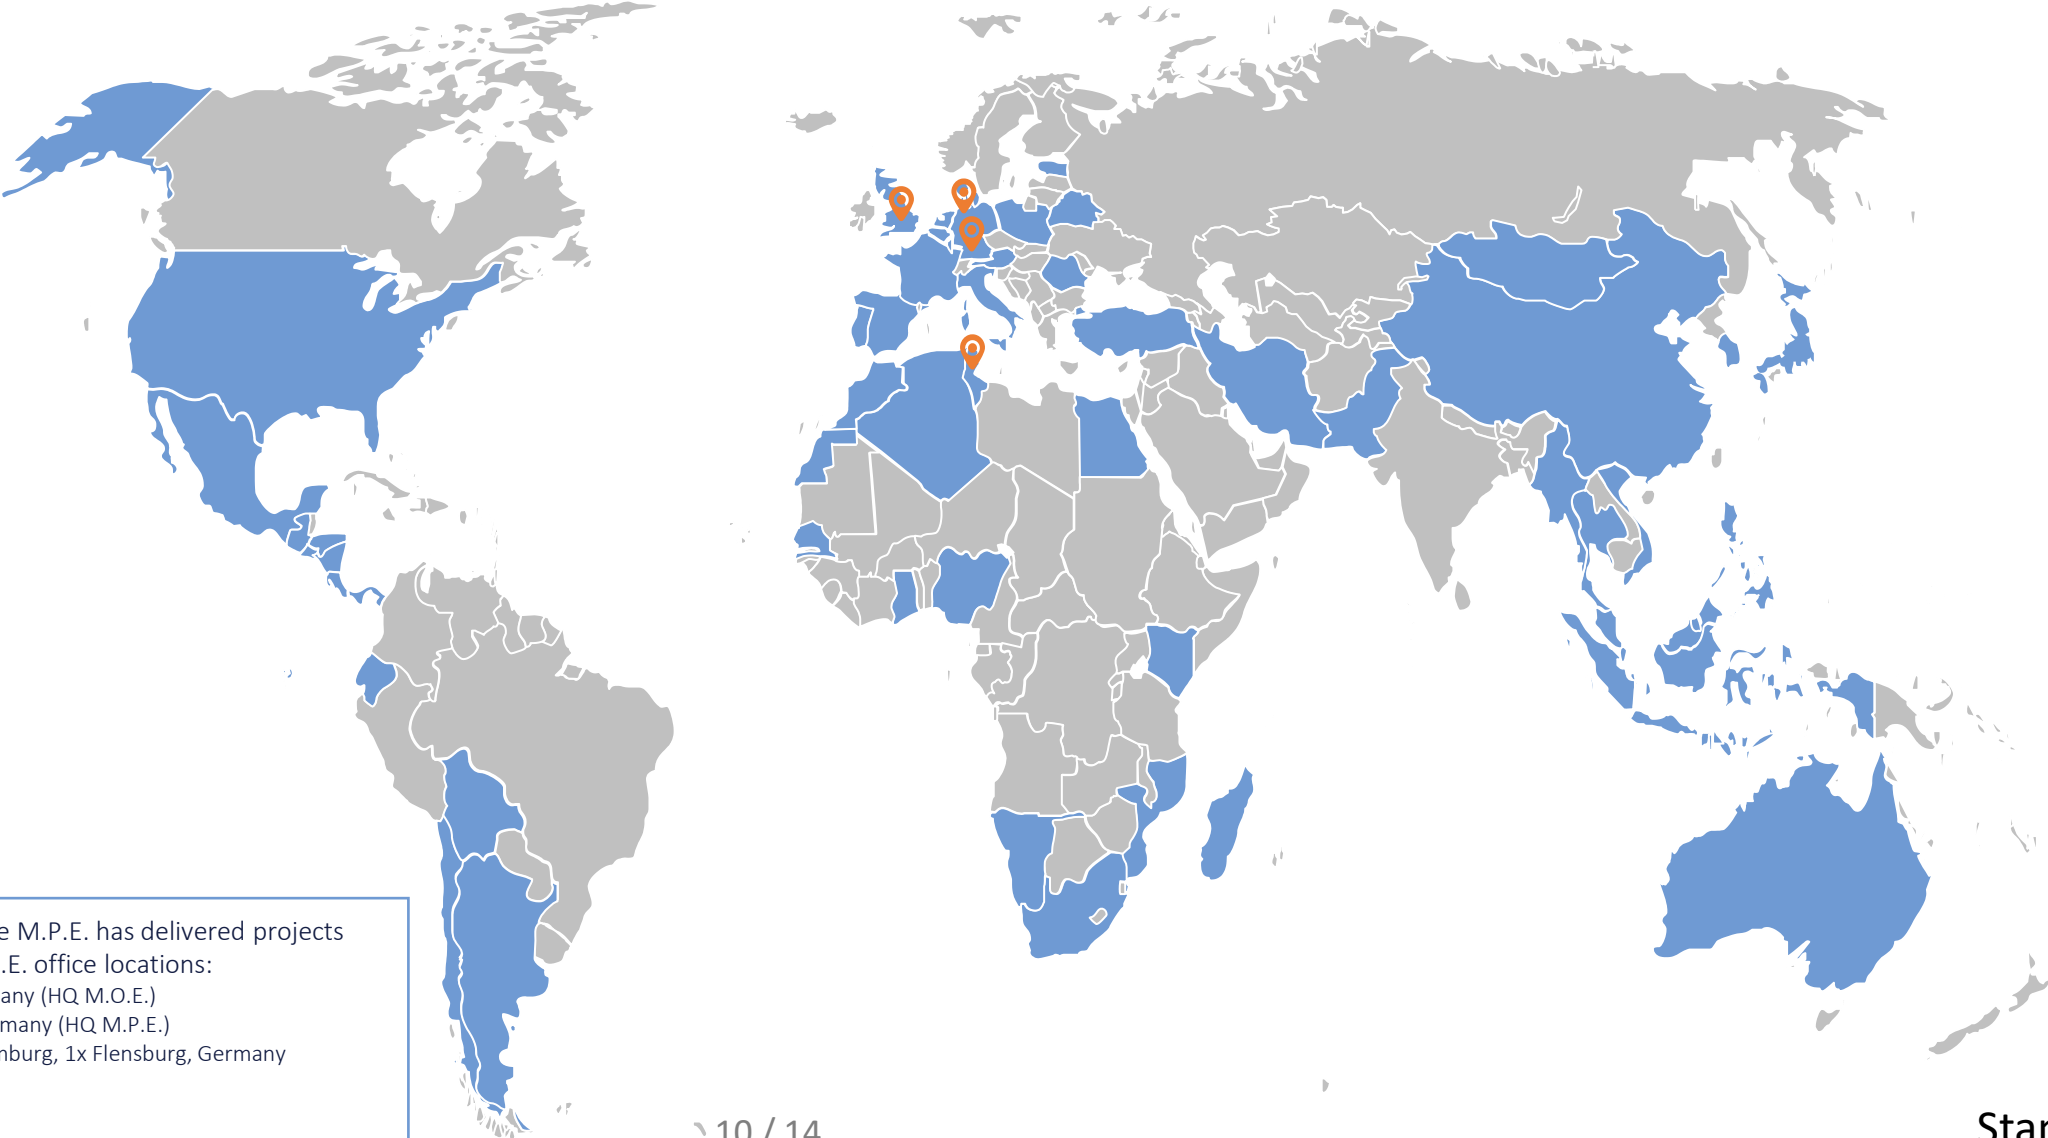 e M.P.E. has delivered projects
.E. office locations:
any (HQ M.O.E.)
many (HQ M.P.E.)
nburg, 1x Flensburg, Germany
10 / 14
Star